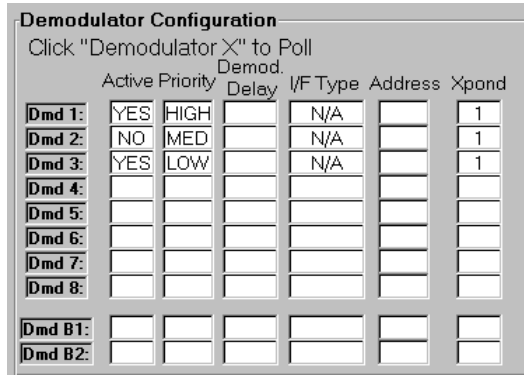 Demodulator Configuration
Click "Demodulator X" to Poll
Active Priority Demod. Delay I/F Type Address Xpond
Dmd 1: YES HIGH N/A 1
Dmd 2: NO MED N/A 1
Dmd 3: YES LOW N/A 1
Dmd 4:
Dmd 5:
Dmd 6:
Dmd 7:
Dmd 8:
Dmd B1:
Dmd B2: